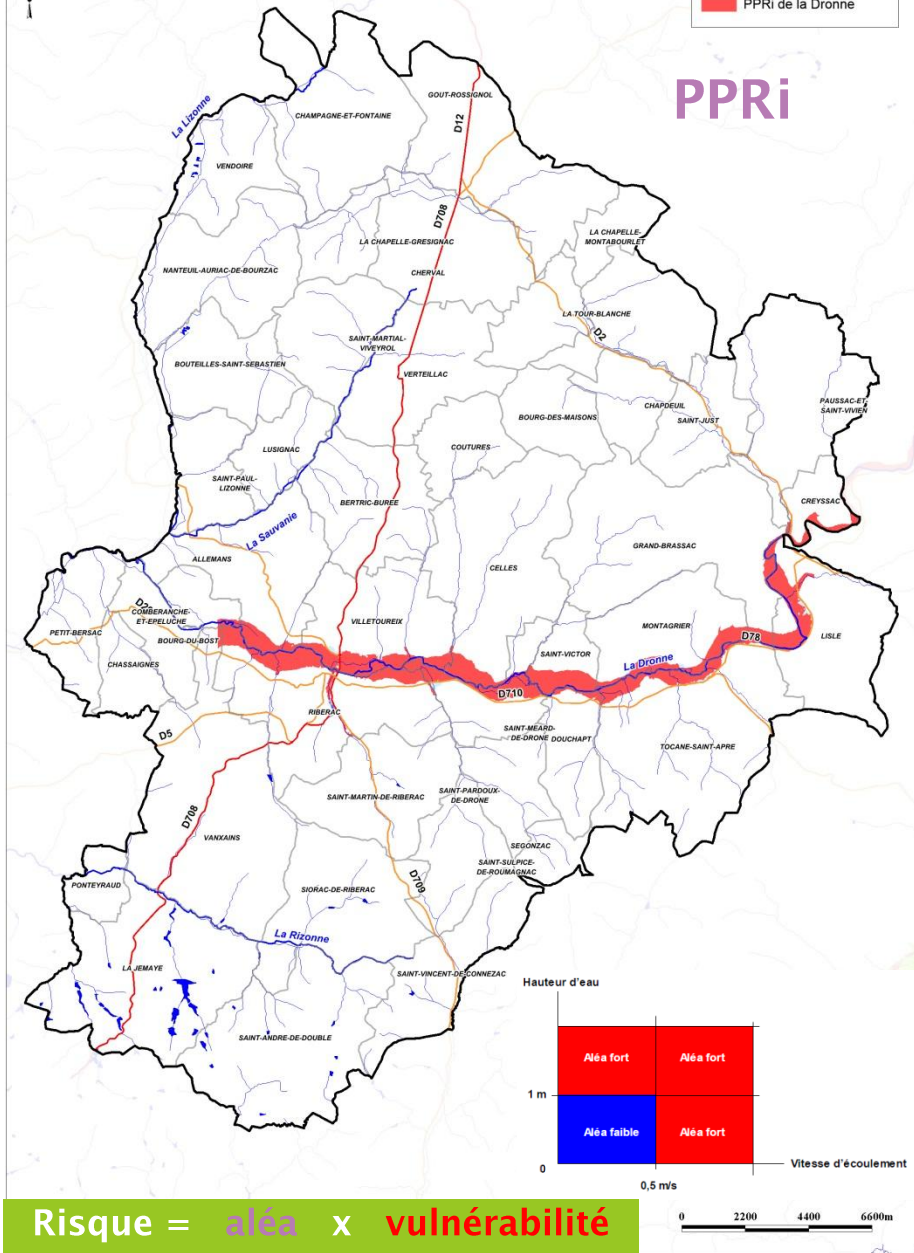 PPRi de la Dronne
PPRi
GOUT-ROSSIGNOL
CHAMPAGNE-ET-FONTAINE
La Lizonne
D12
VENDOIRE
D708
LA CHAPELLE-
MONTABOURLET
LA CHAPELLE-GRESIGNAC
NANTEUIL-AURIAC-DE-BOURZAC
CHERVAL
LA TOUR-BLANCHE
D2
SAINT-MARTIAL-
VIVEYROL
BOUTEILLES-SAINT-SEBASTIEN
VERTEILLAC
PAUSSAC-ET-
SAINT-VIVIEN
CHAPDEUIL
BOURG-DES-MAISONS
SAINT-JUST
COUTURES
LUSIGNAC
SAINT-PAUL-
LIZONNE
CREYSSAC
BERTRIC-BUREE
La Sauvanie
GRAND-BRASSAC
ALLEMANS
CELLES
COMBERANCHE-
ET-EPELUCHE
VILLETOUREIX
MONTAGRIER
PETIT-BERSAC
BOURG-DU-BOST
D78
LISLE
CHASSAIGNES
SAINT-VICTOR
La Dronne
D710
RIBERAC
SAINT-MEARD-
DE-DRONE
DOUCHAPT
D5
TOCANE-SAINT-APRE
SAINT-MARTIN-DE-RIBERAC
SAINT-PARDOUX-
DE-DRONE
D708
VANXAINS
SEGONZAC
SAINT-SULPICE-
DE-ROUMAGNAC
D709
PONTEYRAUD
SIORAC-DE-RIBERAC
La Rizonne
LA JEMAYE
SAINT-VINCENT-DE-CONNEZAC
SAINT-ANDRE-DE-DOUBLE
Hauteur d'eau
Aléa fort
Aléa fort
1 m
Aléa faible
Aléa fort
0
Vitesse d'écoulement
0,5 m/s
Risque = aléa x vulnérabilité
0 2200 4400 6600m